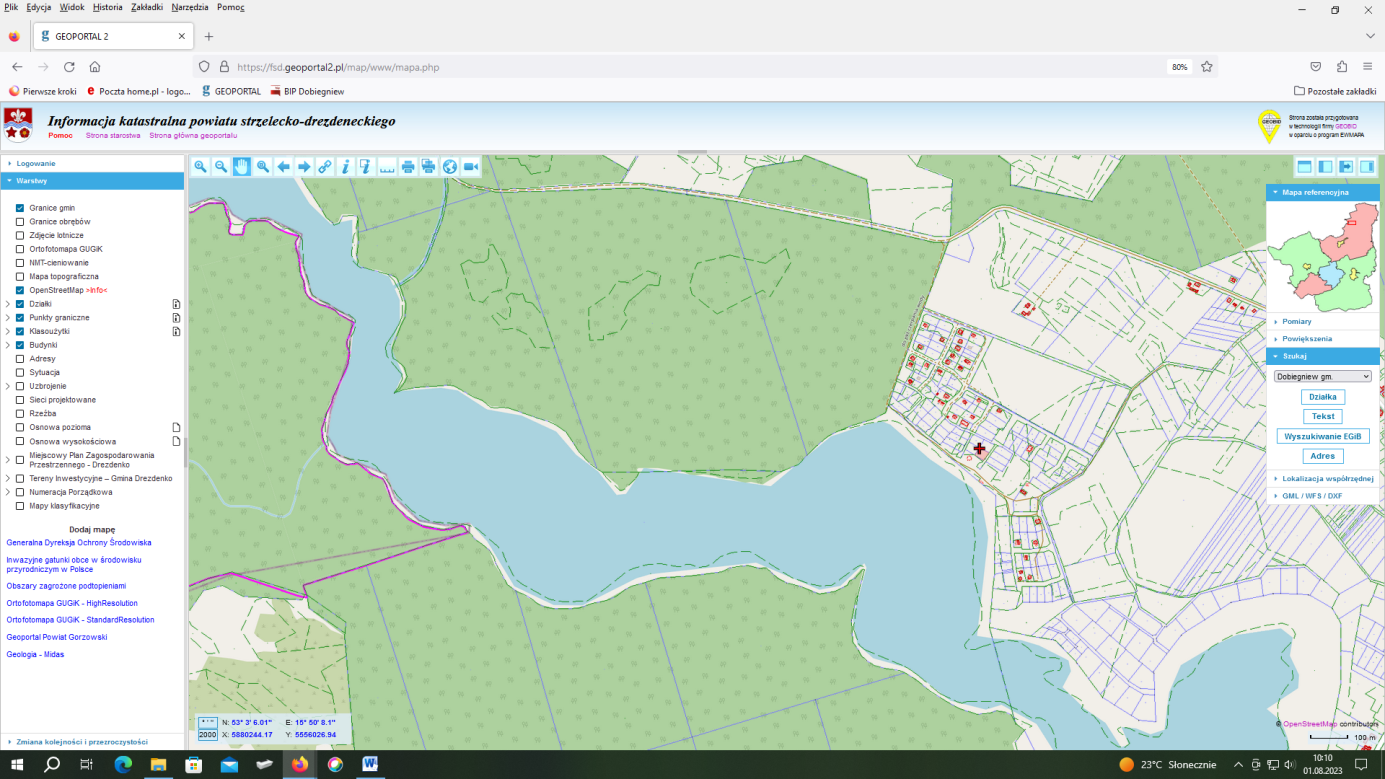 Plik Edycja Widok Historia Zakładki Narzędzia Pomoc
GEOPORTAL 2
https://fsd.geoportal2.pl/map/www/mapa.php
80%
Pierwsze kroki
Poczta home.pl - logo...
GEOPORTAL
BIP Dobiegniew
Pozostałe zakładki
Informacja katastralna powiatu strzelecko-drezdeneckiego
Pomoc Strona starostwa Strona główna geoportalu
GEOBID
Strona została przygotowana
w technologii firmy GEOBID
w oparciu o program EWMAPA
Logowanie
Warstwy
Granice gmin
Granice obrębów
Zdjęcie lotnicze
Ortofotomapa GUGiK
NMT-cieniowanie
Mapa topograficzna
OpenStreetMap >Info<
Działki
Punkty graniczne
Klasoużytki
Budynki
Adresy
Sytuacja
Uzbrojenie
Sieci projektowane
Rzeźba
Osnowa pozioma
Osnowa wysokościowa
Miejscowy Plan Zagospodarowania
Przestrzennego - Drezdenko
Tereny Inwestycyjne – Gmina Drezdenko
Numeracja Porządkowa
Mapy klasyfikacyjne
Dodaj mapę
Generalna Dyreksja Ochrony Środowiska
Inwazyjne gatunki obce w środowisku
przyrodniczym w Polsce
Obszary zagrożone podtopieniami
Ortofotomapa GUGiK - HighResolution
Ortofotomapa GUGiK - StandardResolution
Geoportal Powiat Gorzowski
Geologia - Midas
Zmiana kolejności i przezroczystości
Mapa referencyjna
Pomiary
Powiększenia
Szukaj
Dobiegniew gm.
Działka
Tekst
Wyszukiwanie EGiB
Adres
Lokalizacja współrzędnej
GML / WFS / DXF
N: 53° 3' 6.01" E: 15° 50' 8.1"
2000 X: 5880244.17 Y: 5556026.94
© OpenStreetMap contributors
100 m
23°C Słonecznie
10:10
01.08.2023